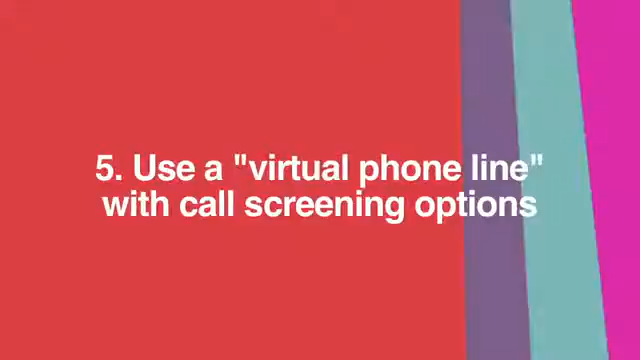 5. Use a "virtual phone line"
with call screening options